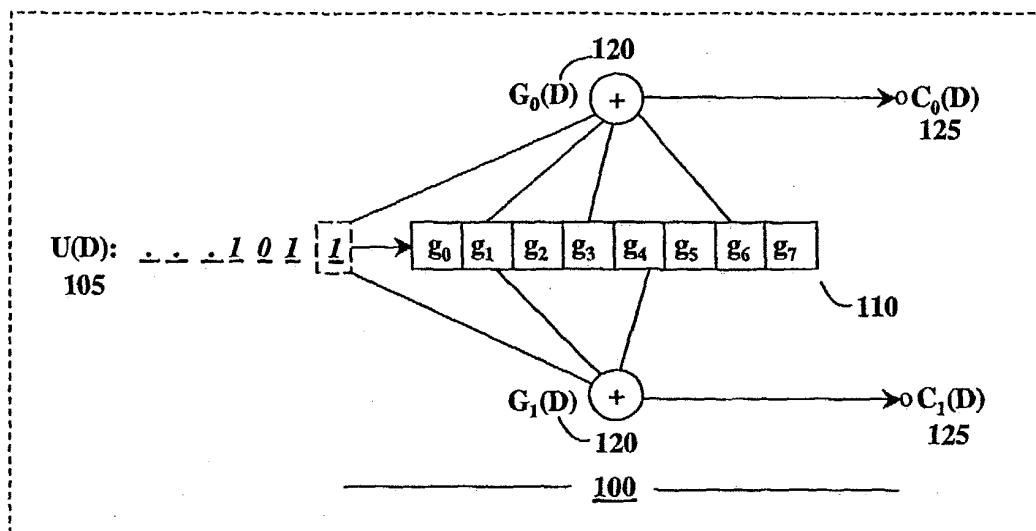 120
G₀(D) + C₀(D)
125
U(D): . . . 1 0 1 1 g₀ g₁ g₂ g₃ g₄ g₅ g₆ g₇
105
110
G₁(D) + C₁(D)
120 125
100